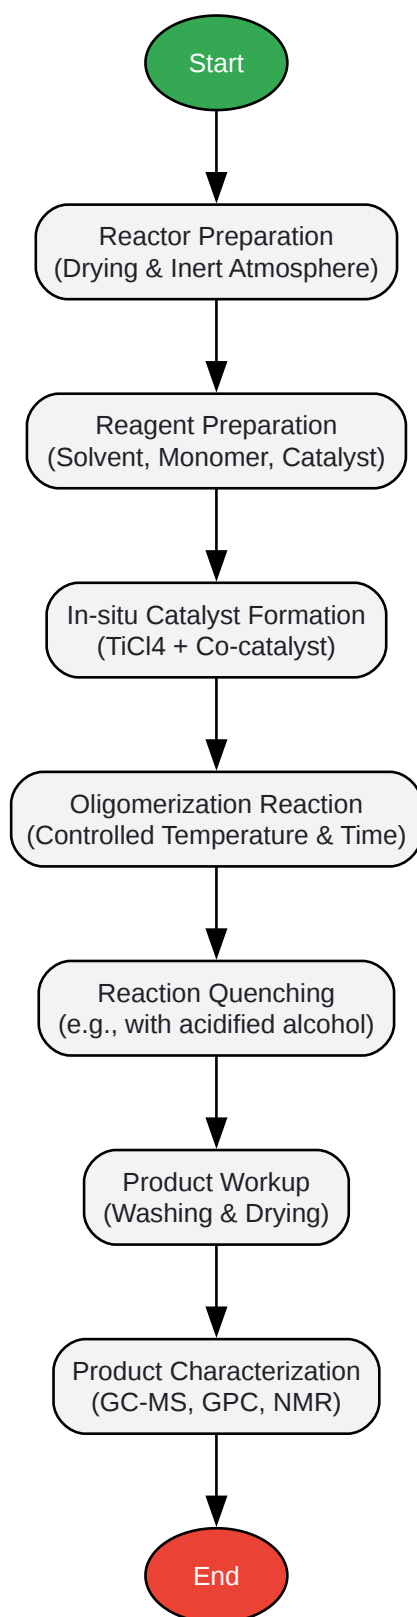 Start
Reactor Preparation
(Drying & Inert Atmosphere)
Reagent Preparation
(Solvent, Monomer, Catalyst)
In-situ Catalyst Formation
(TiCl4 + Co-catalyst)
Oligomerization Reaction
(Controlled Temperature & Time)
Reaction Quenching
(e.g., with acidified alcohol)
Product Workup
(Washing & Drying)
Product Characterization
(GC-MS, GPC, NMR)
End